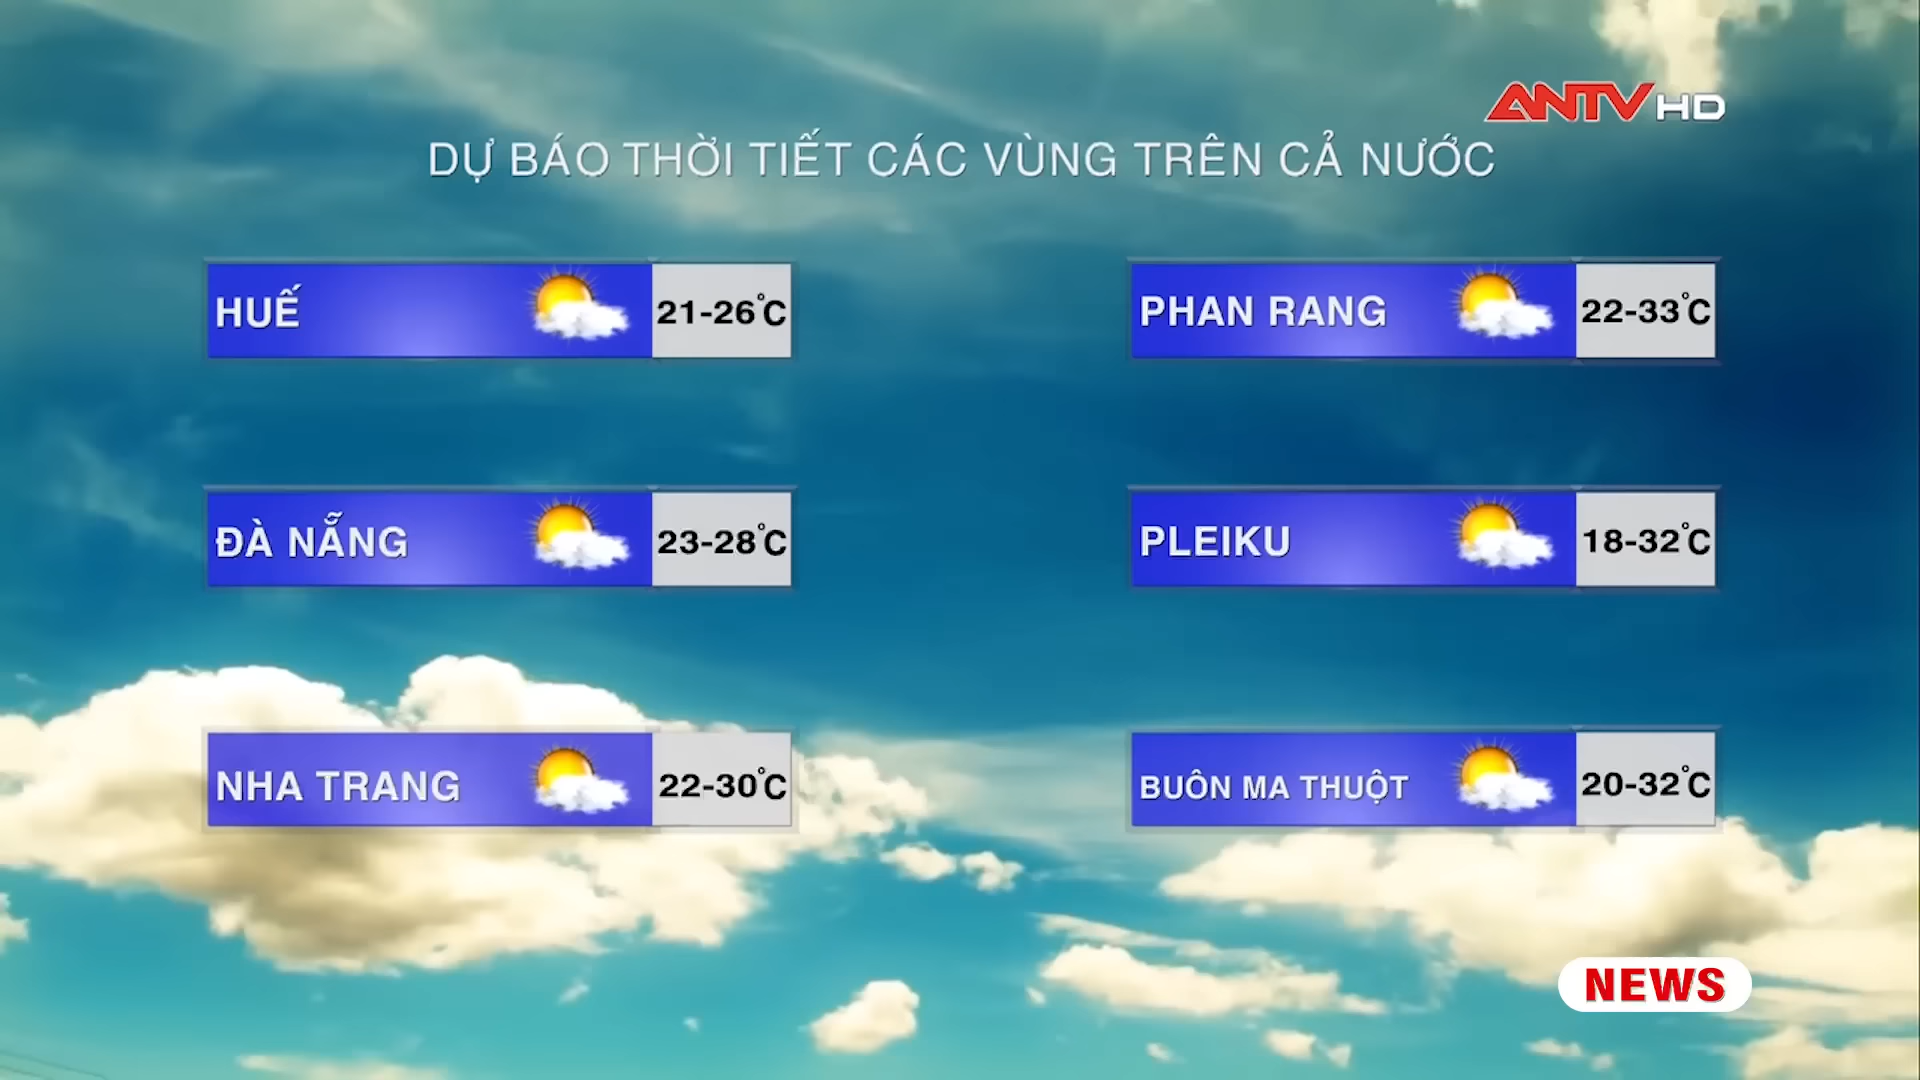 ANTV HD
DỰ BÁO THỜI TIẾT CÁC VÙNG TRÊN CẢ NƯỚC
HUẾ 21-26°C
PHAN RANG 22-33°C
ĐÀ NẴNG 23-28°C
PLEIKU 18-32°C
NHA TRANG 22-30°C
BUÔN MA THUỘT 20-32°C
NEWS